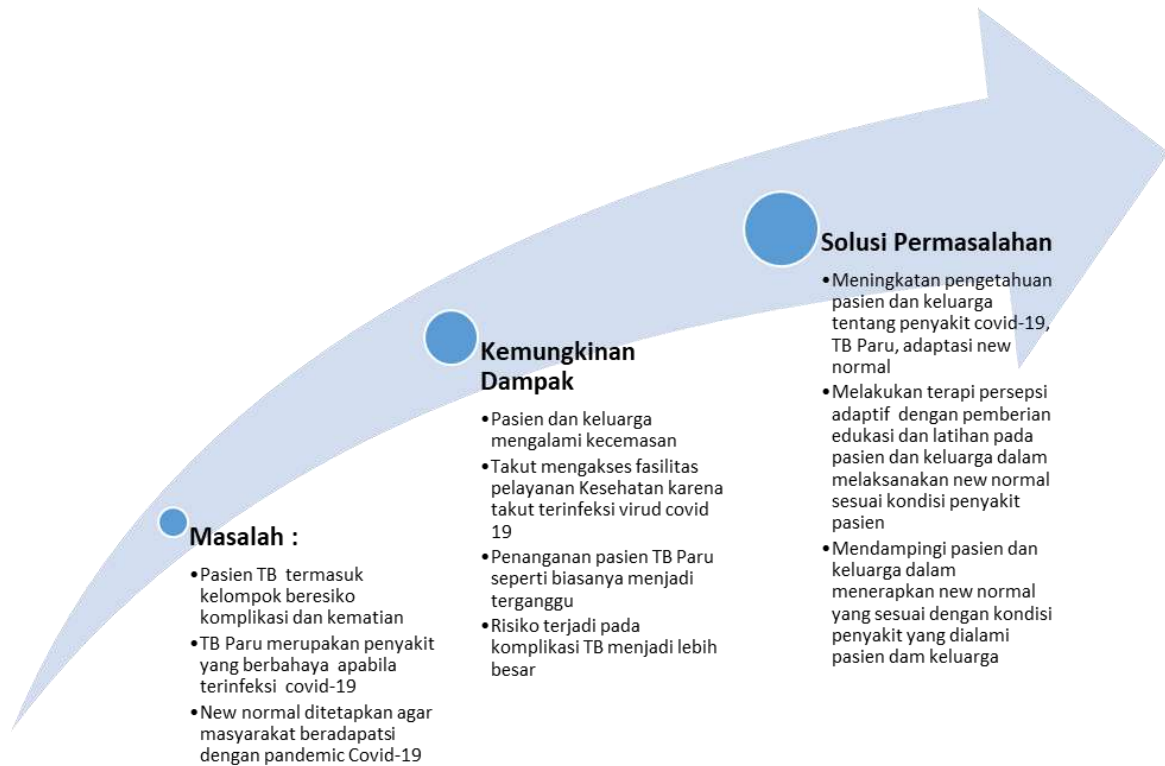 Masalah :
•Pasien TB termasuk
kelompok beresiko
komplikasi dan kematian
•TB Paru merupakan penyakit
yang berbahaya apabila
terinfeksi covid-19
•New normal ditetapkan agar
masyarakat beradapatsi
dengan pandemic Covid-19
Kemungkinan
Dampak
•Pasien dan keluarga
mengalami kecemasan
•Takut mengakses fasilitas
pelayanan Kesehatan karena
takut terinfeksi virud covid
19
•Penanganan pasien TB Paru
seperti biasanya menjadi
terganggu
•Risiko terjadi pada
komplikasi TB menjadi lebih
besar
Solusi Permasalahan
•Meningkatan pengetahuan
pasien dan keluarga
tentang penyakit covid-19,
TB Paru, adaptasi new
normal
•Melakukan terapi persepsi
adaptif dengan pemberian
edukasi dan latihan pada
pasien dan keluarga dalam
melaksanakan new normal
sesuai kondisi penyakit
pasien
•Mendampingi pasien dan
keluarga dalam
menerapkan new normal
yang sesuai dengan kondisi
penyakit yang dialami
pasien dam keluarga